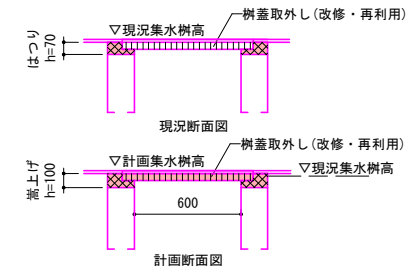 桝蓋取外し(改修・再利用)
▽現況集水桝高
はつり
h=70
現況断面図
桝蓋取外し(改修・再利用)
▽計画集水桝高
▽現況集水桝高
嵩上げ
h=100
600
計画断面図